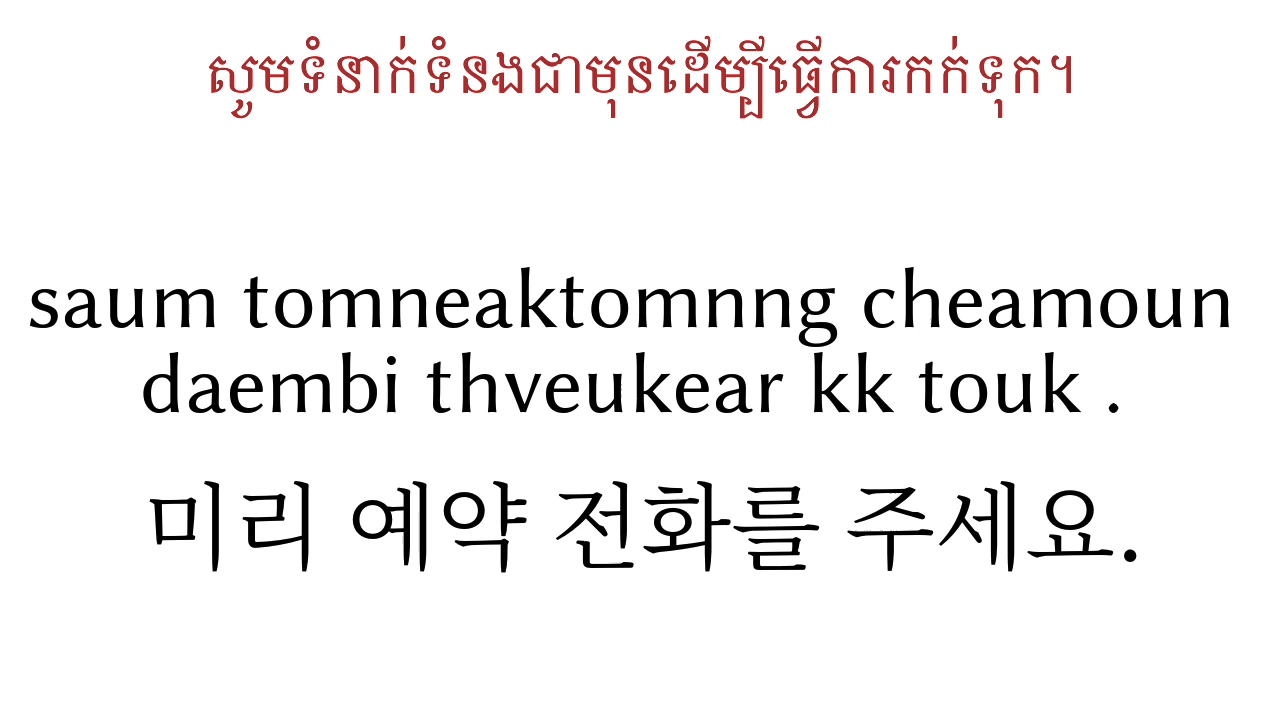 សូមទំនាក់ទំនងជាមុនដើម្បីធ្វើការកក់ទុក។
saum tomneaktomnng cheamoun
daembi thveukear kk touk .
미리 예약 전화를 주세요.